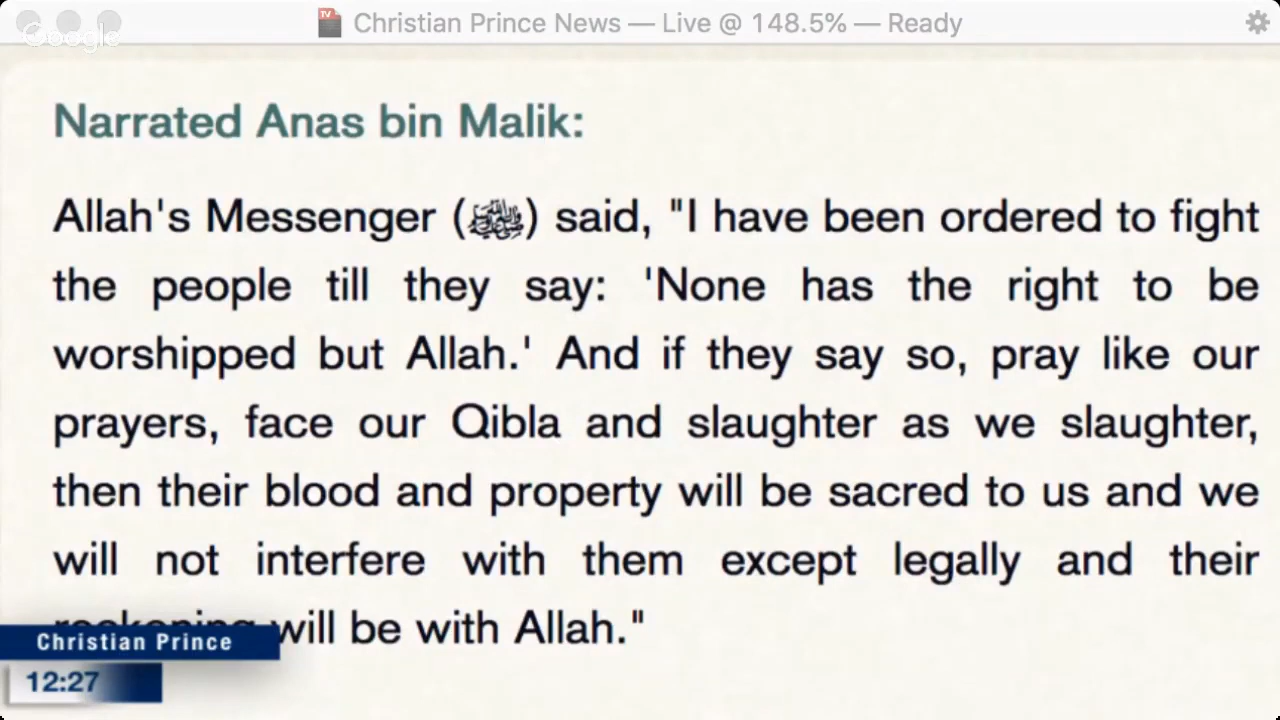 TV
Christian Prince News — Live @ 148.5% — Ready
Google
Narrated Anas bin Malik:
Allah's Messenger (ﷺ) said, "I have been ordered to fight
the people till they say: 'None has the right to be
worshipped but Allah.' And if they say so, pray like our
prayers, face our Qibla and slaughter as we slaughter,
then their blood and property will be sacred to us and we
will not interfere with them except legally and their
reckoning will be with Allah."
Christian Prince
12:27